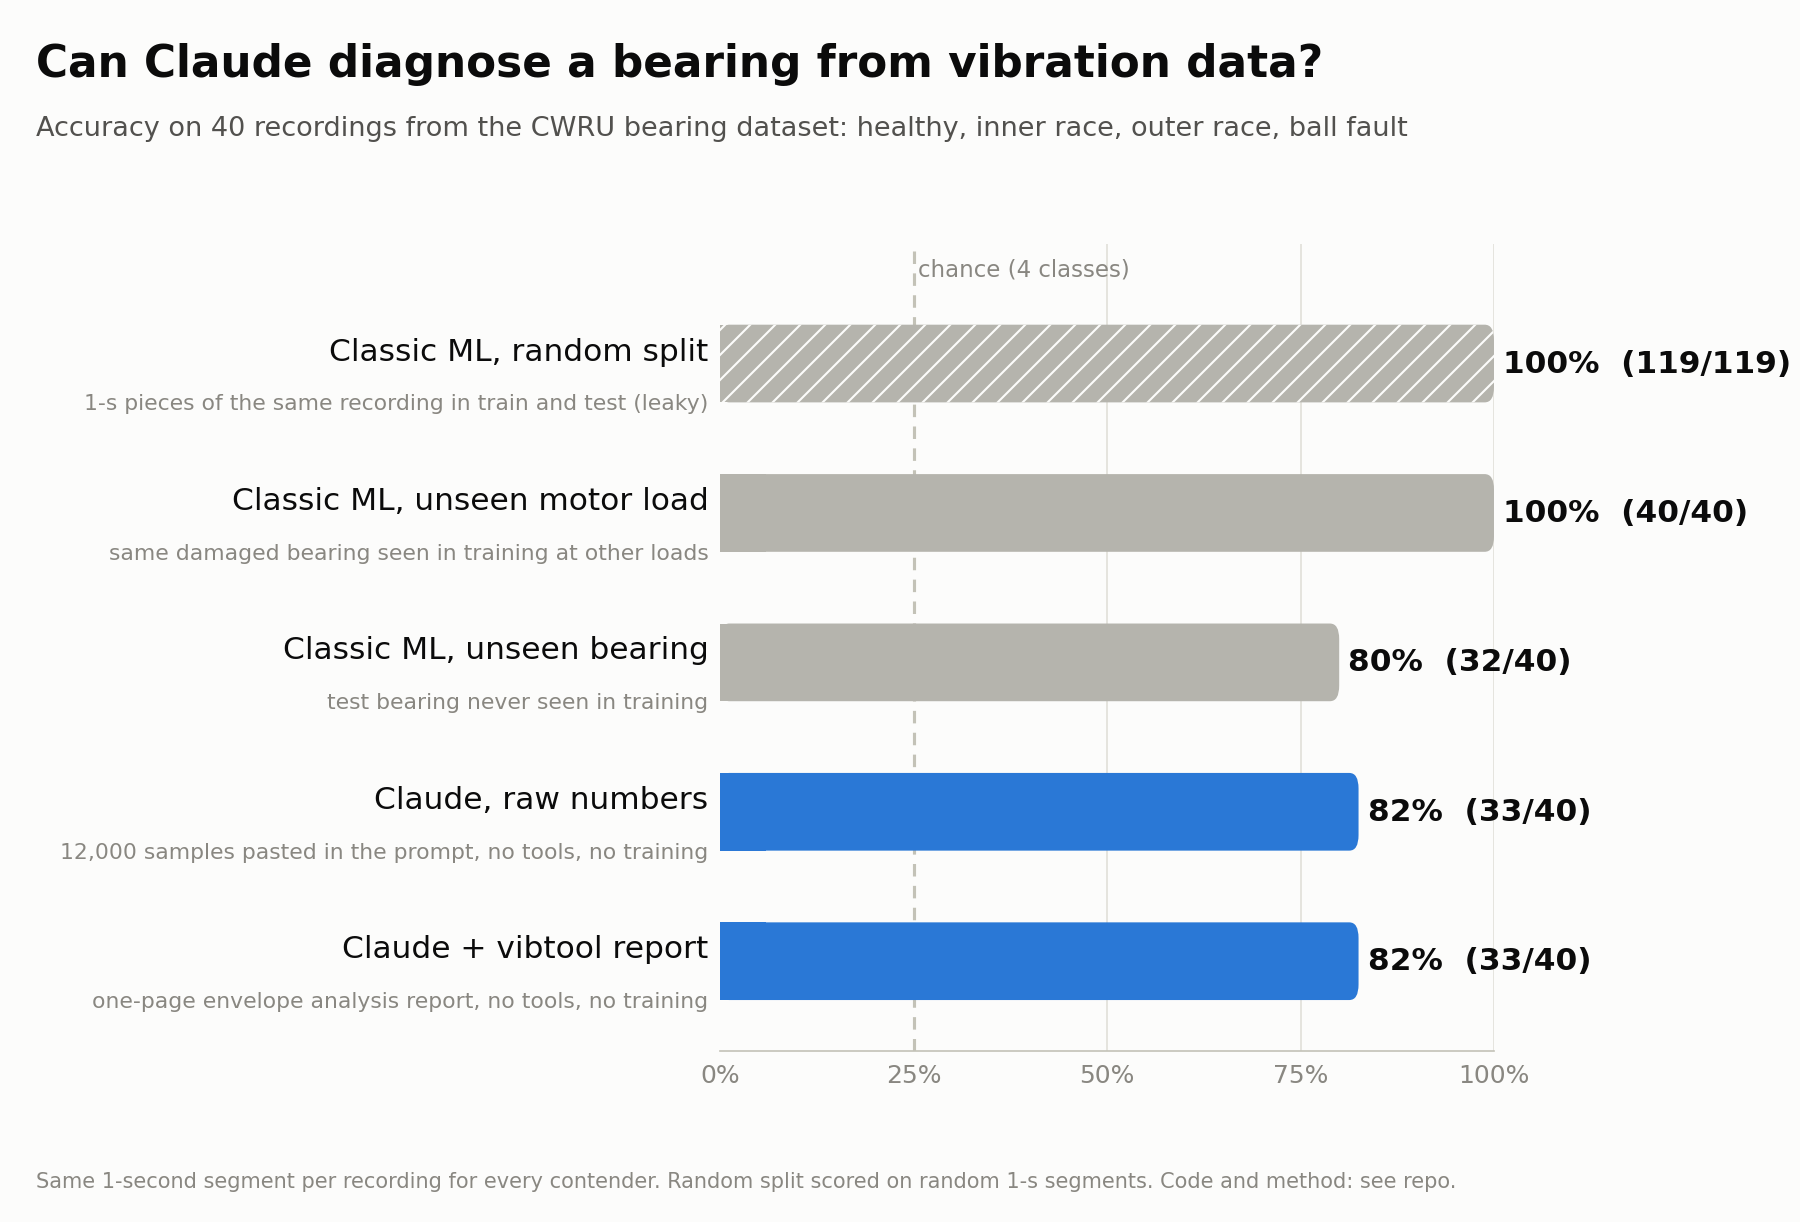 Can Claude diagnose a bearing from vibration data?
Accuracy on 40 recordings from the CWRU bearing dataset: healthy, inner race, outer race, ball fault
chance (4 classes)
Classic ML, random split
100% (119/119)
1-s pieces of the same recording in train and test (leaky)
Classic ML, unseen motor load
100% (40/40)
same damaged bearing seen in training at other loads
Classic ML, unseen bearing
80% (32/40)
test bearing never seen in training
Claude, raw numbers
82% (33/40)
12,000 samples pasted in the prompt, no tools, no training
Claude + vibtool report
82% (33/40)
one-page envelope analysis report, no tools, no training
0% 25% 50% 75% 100%
Same 1-second segment per recording for every contender. Random split scored on random 1-s segments. Code and method: see repo.